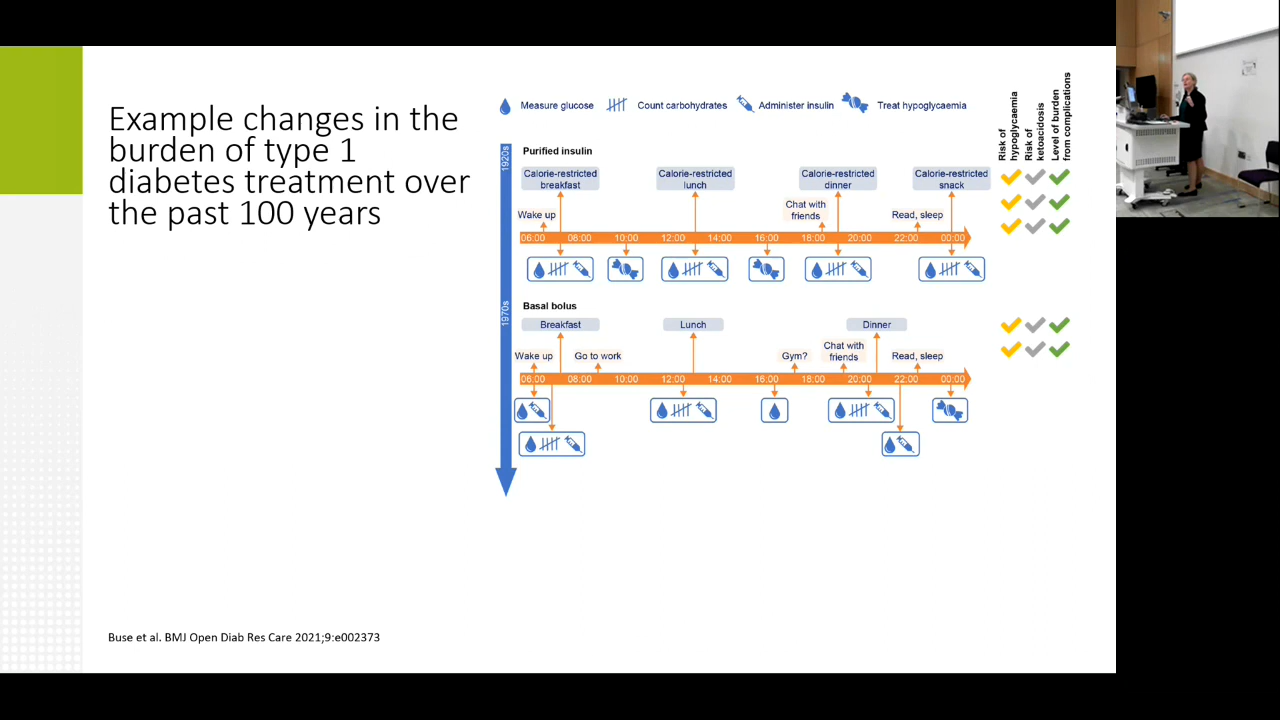 Example changes in the
burden of type 1
diabetes treatment over
the past 100 years
Measure glucose
Count carbohydrates
Administer insulin
Treat hypoglycaemia
Risk of
hypoglycaemia
Risk of
ketoacidosis
Level of burden
from complications
1920s
Purified insulin
Calorie-restricted
breakfast
Calorie-restricted
lunch
Calorie-restricted
dinner
Calorie-restricted
snack
Wake up
Chat with
friends
Read, sleep
06:00 08:00 10:00 12:00 14:00 16:00 18:00 20:00 22:00 00:00
1970s
Basal bolus
Breakfast
Lunch
Dinner
Wake up
Go to work
Gym?
Chat with
friends
Read, sleep
06:00 08:00 10:00 12:00 14:00 16:00 18:00 20:00 22:00 00:00
Buse et al. BMJ Open Diab Res Care 2021;9:e002373